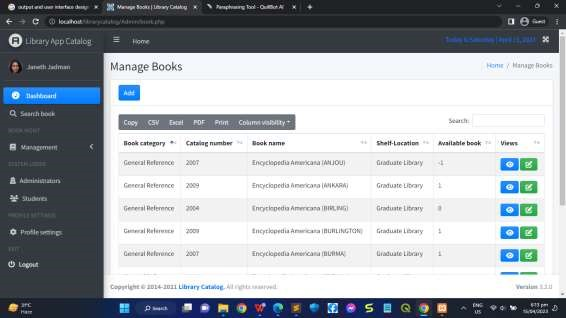 output and user interface design
Manage Books | Library Catalog
Paraphrasing Tool - QuillBot AI
localhost/librarycatalog/Admin/book.php
Guest
Library App Catalog
Home
Today is Saturday | April 15, 2023
Janeth Jadman
Manage Books
Home / Manage Books
Dashboard
Add
Search book
Copy CSV Excel PDF Print Column visibility
Search:
Management
Book category Catalog number Book name Shelf-Location Available book Views
General Reference 2007 Encyclopedia Americana (ANJOU) Graduate Library -1
Administrators
General Reference 2009 Encyclopedia Americana (ANKARA) Graduate Library 1
Students
General Reference 2004 Encyclopedia Americana (BIRLING) Graduate Library 0
PROFILE SETTINGS
Profile settings
General Reference 2009 Encyclopedia Americana (BURLINGTON) Graduate Library 1
EXIT
General Reference 2007 Encyclopedia Americana (BURMA) Graduate Library 1
Logout
Copyright © 2014-2021 Library Catalog. All rights reserved.
Version 3.2.0
31°C
Haze
Search
ENG
US
6:13 pm
15/04/2023